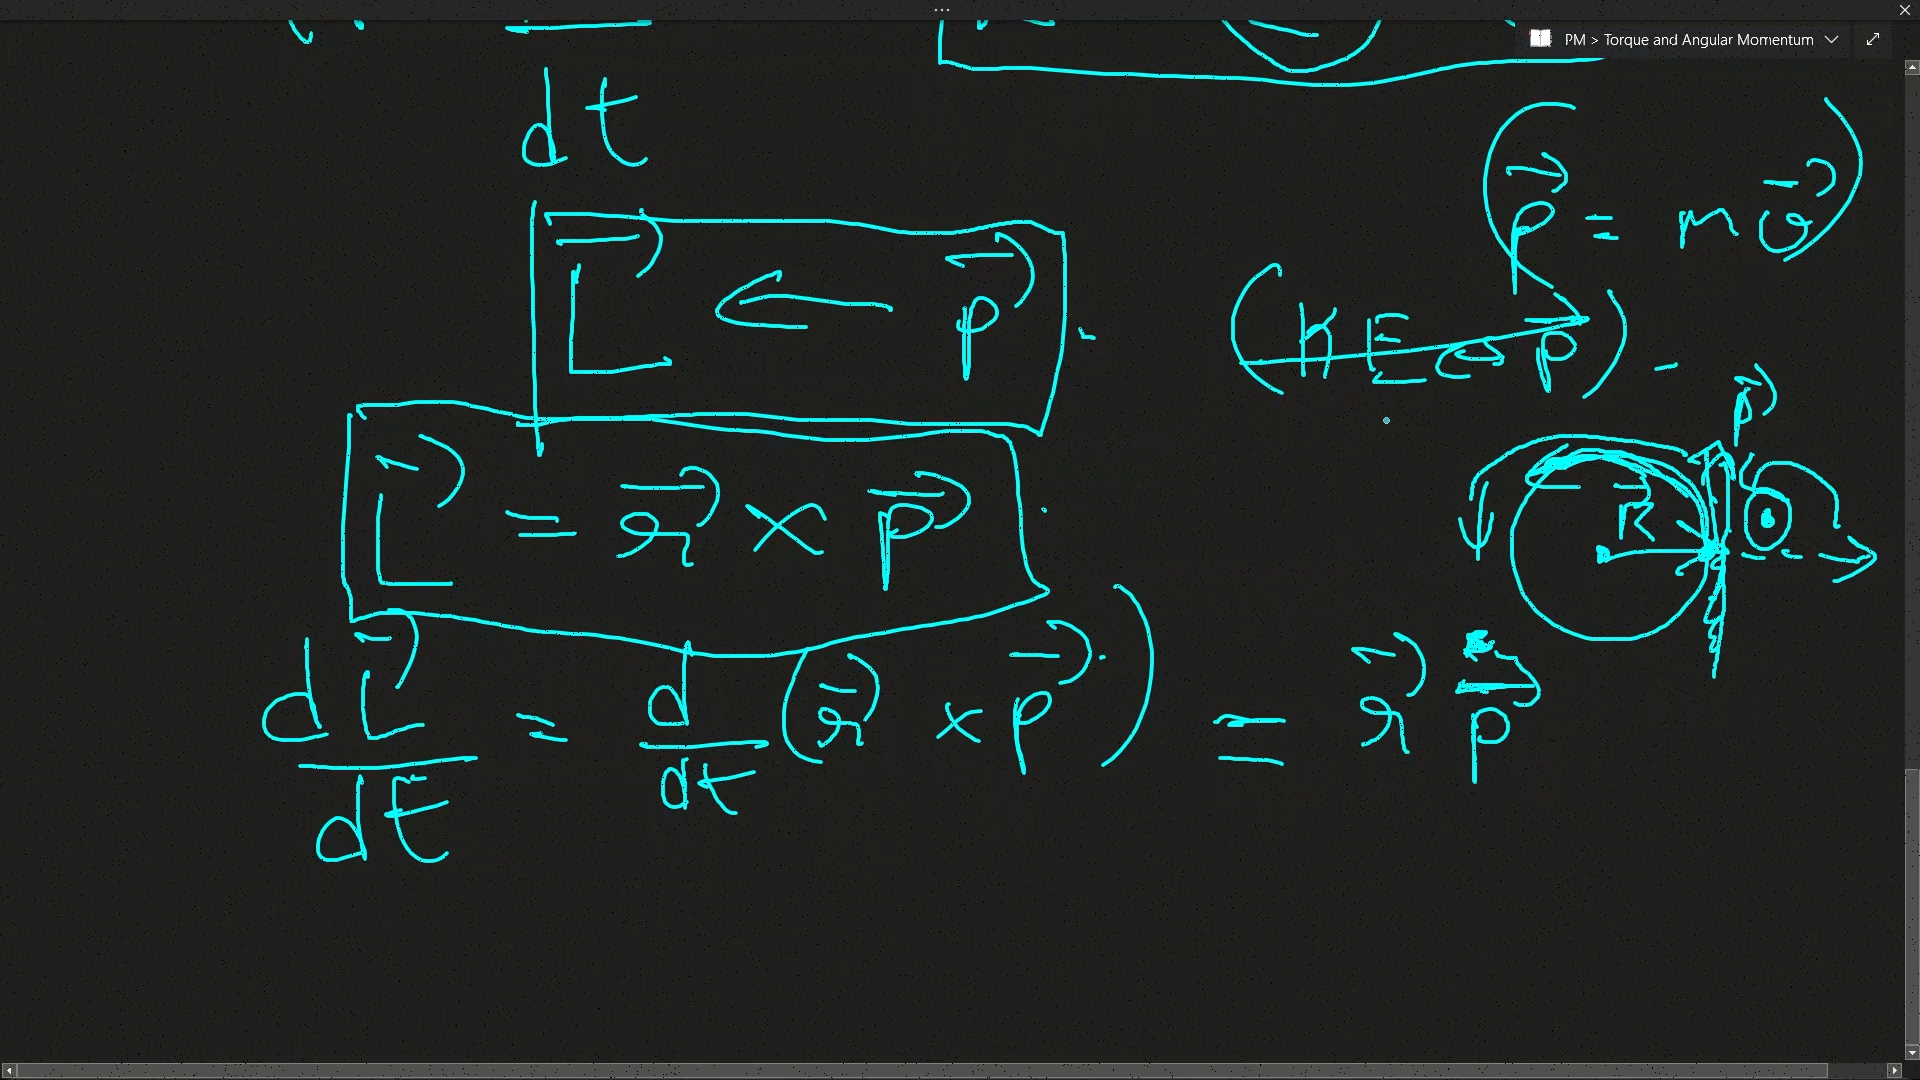 PM > Torque and Angular Momentum
dt
p⃗ = mv⃗
L⃗ ← p⃗
(KE ↔ p⃗)
p⃗
R⃗
L⃗ = r⃗ × p⃗
dL⃗/dt = d/dt (r⃗ × p⃗) = r⃗ p⃗